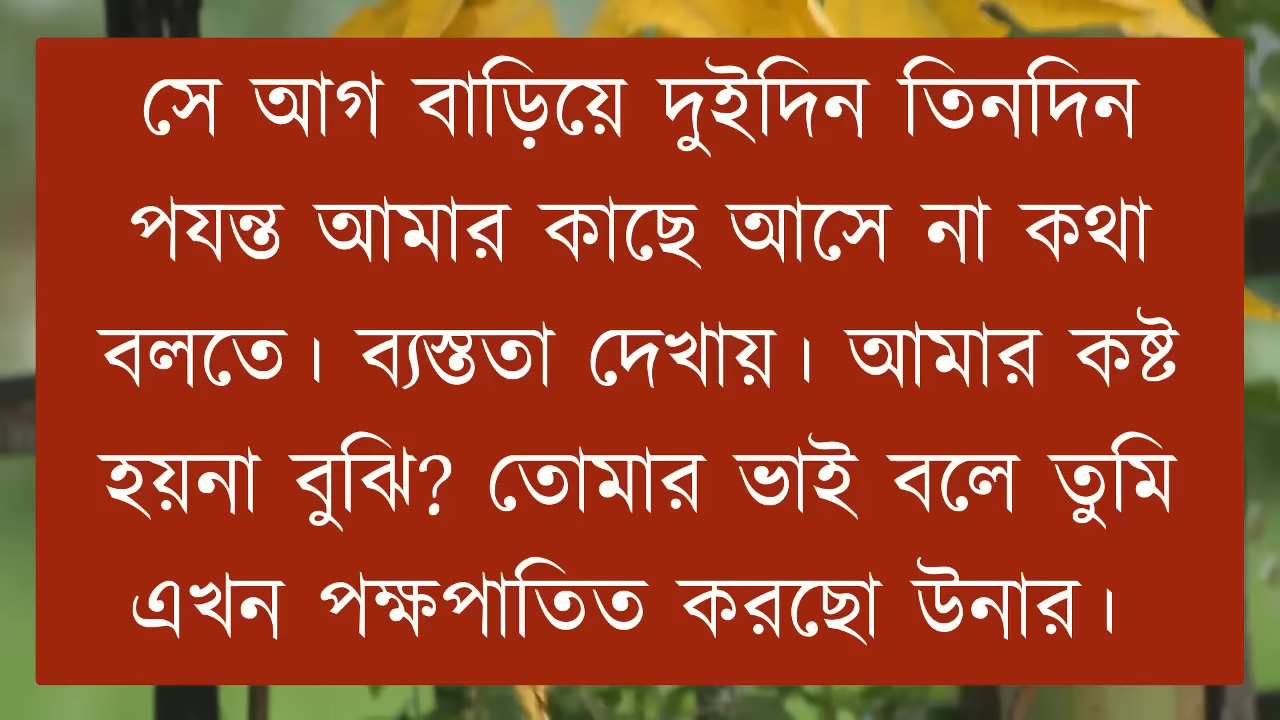 সে আগ বাড়িয়ে দুইদিন তিনদিন
পযন্ত আমার কাছে আসে না কথা
বলতে। ব্যস্ততা দেখায়। আমার কষ্ট
হয়না বুঝি? তোমার ভাই বলে তুমি
এখন পক্ষপাতিত করছো উনার।